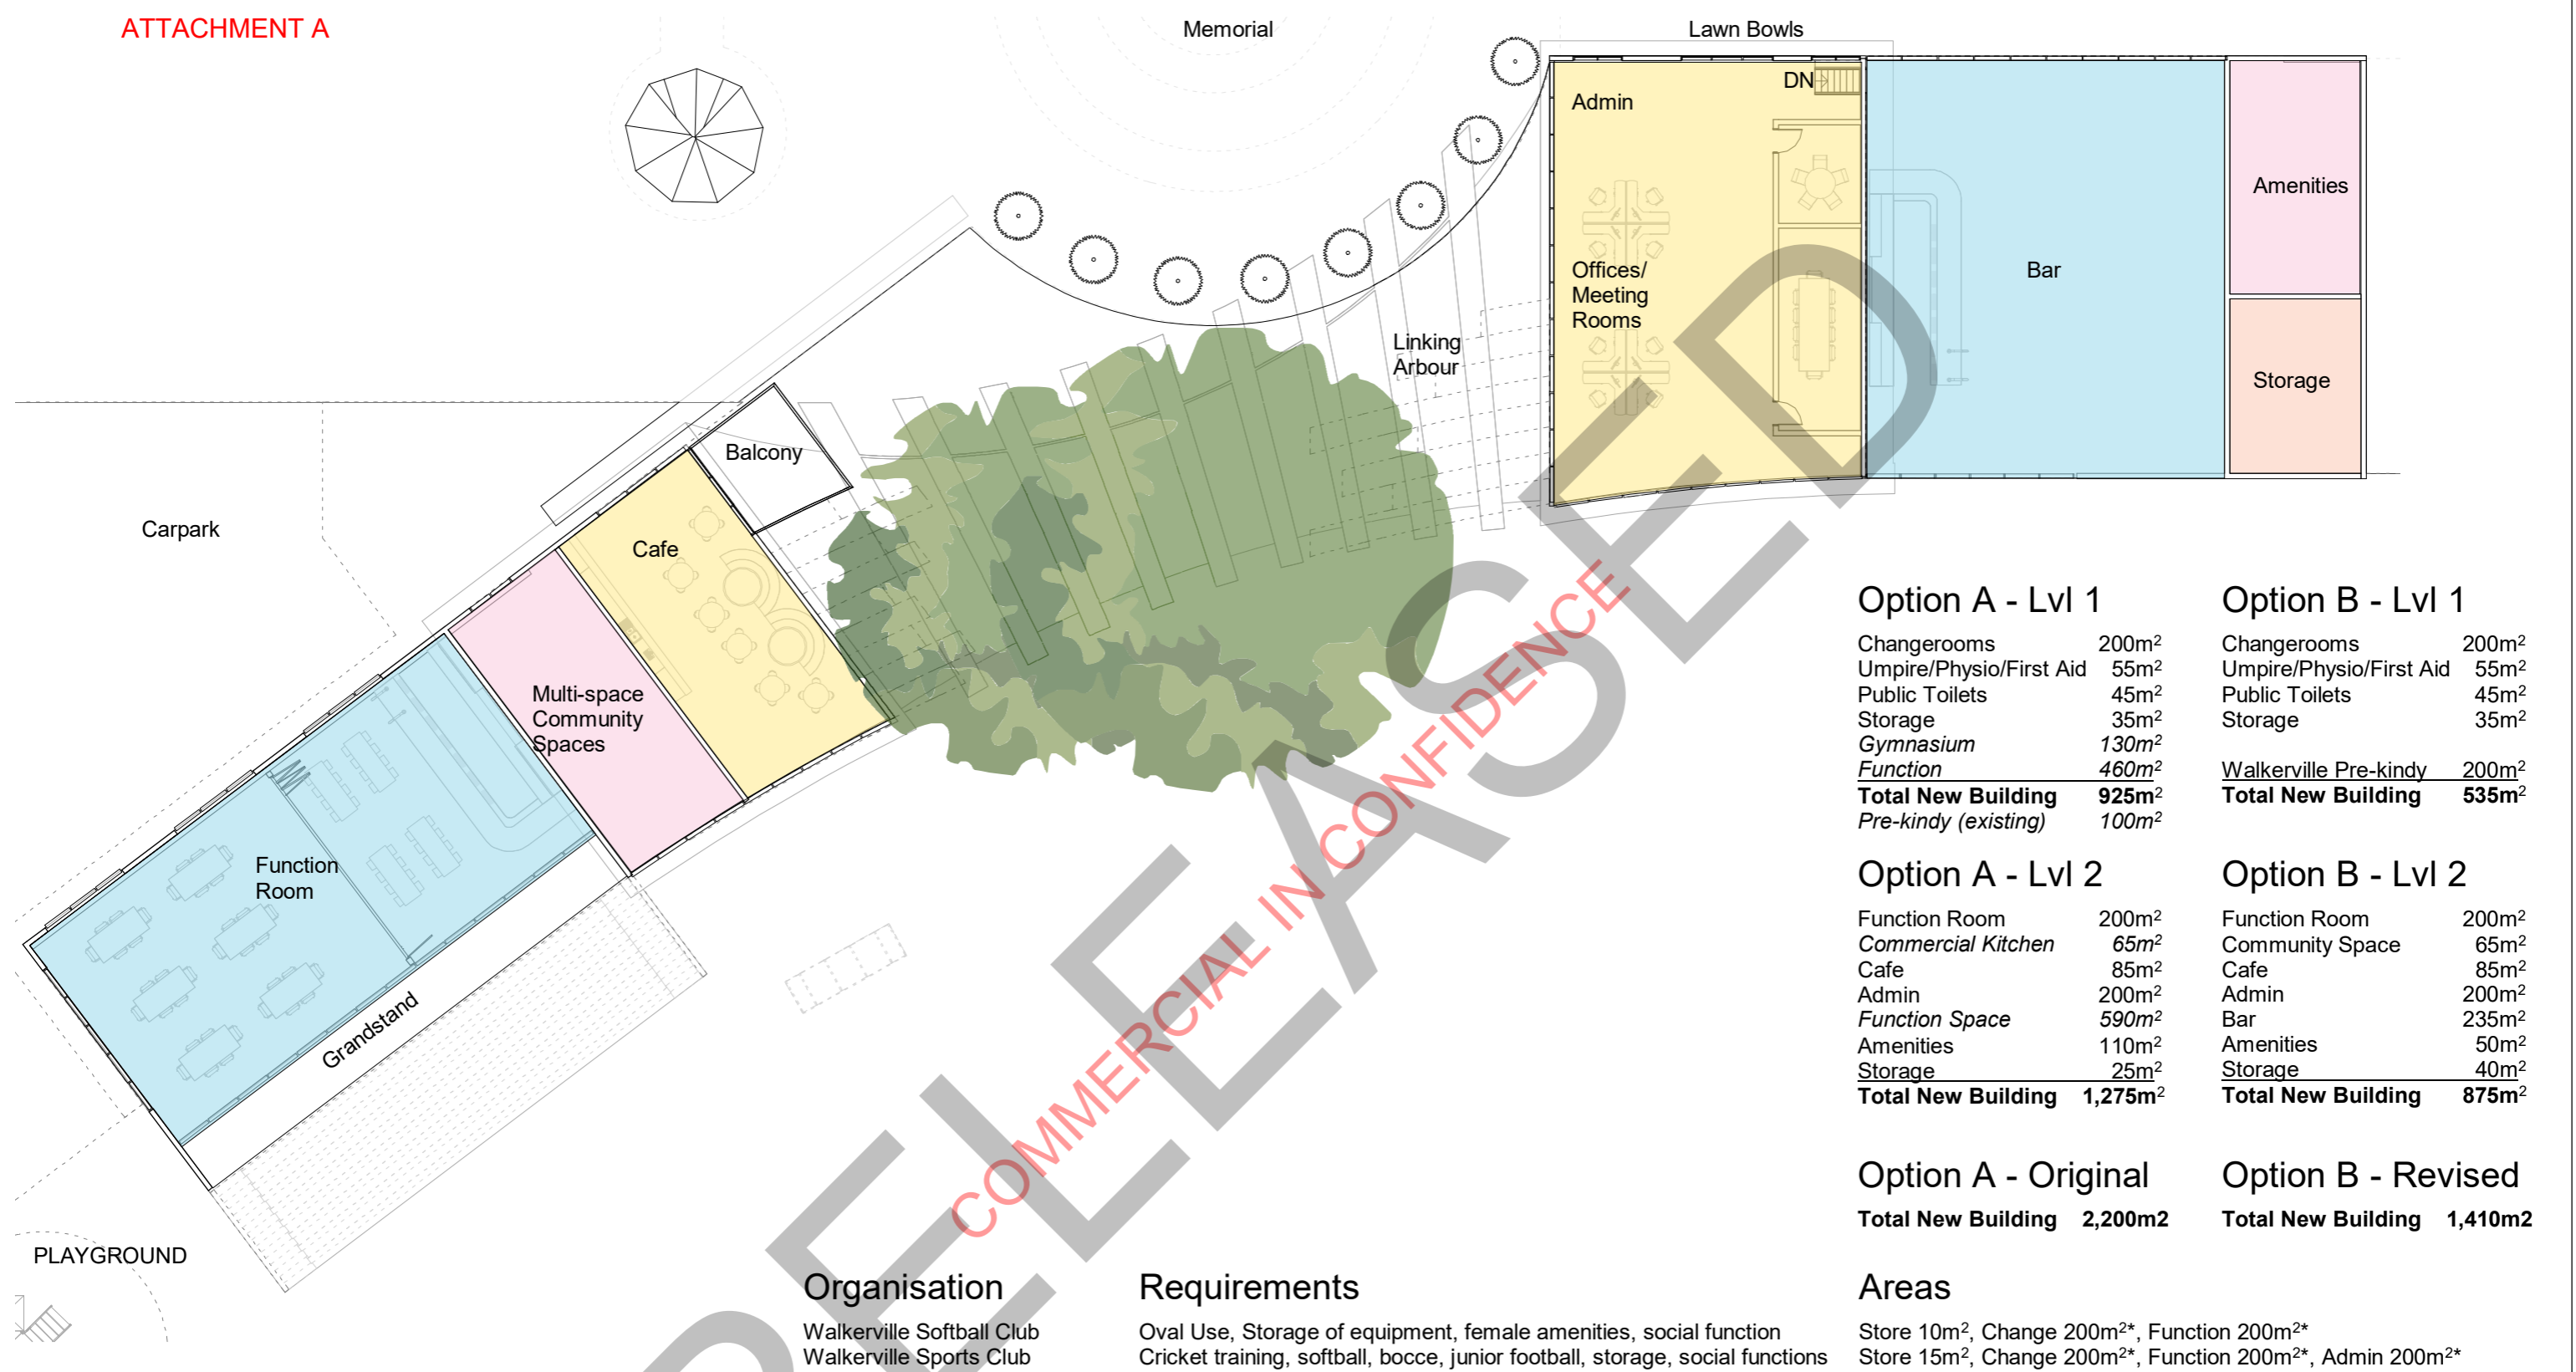 ATTACHMENT A
Memorial
Lawn Bowls
DN
Admin
Amenities
Offices/
Meeting
Rooms
Bar
Linking
Arbour
Storage
Balcony
Carpark
Cafe
Multi-space
Community
Spaces
Function
Room
Grandstand
PLAYGROUND
RELEASED
COMMERCIAL IN CONFIDENCE
Option A - Lvl 1
Changerooms 200m²
Umpire/Physio/First Aid 55m²
Public Toilets 45m²
Storage 35m²
Gymnasium 130m²
Function 460m²
Total New Building 925m²
Pre-kindy (existing) 100m²
Option B - Lvl 1
Changerooms 200m²
Umpire/Physio/First Aid 55m²
Public Toilets 45m²
Storage 35m²
Walkerville Pre-kindy 200m²
Total New Building 535m²
Option A - Lvl 2
Function Room 200m²
Commercial Kitchen 65m²
Cafe 85m²
Admin 200m²
Function Space 590m²
Amenities 110m²
Storage 25m²
Total New Building 1,275m²
Option B - Lvl 2
Function Room 200m²
Community Space 65m²
Cafe 85m²
Admin 200m²
Bar 235m²
Amenities 50m²
Storage 40m²
Total New Building 875m²
Option A - Original
Total New Building 2,200m2
Option B - Revised
Total New Building 1,410m2
Organisation Requirements Areas
Walkerville Softball Club Oval Use, Storage of equipment, female amenities, social function Store 10m², Change 200m²*, Function 200m²*
Walkerville Sports Club Cricket training, softball, bocce, junior football, storage, social functions Store 15m², Change 200m²*, Function 200m²*, Admin 200m²*